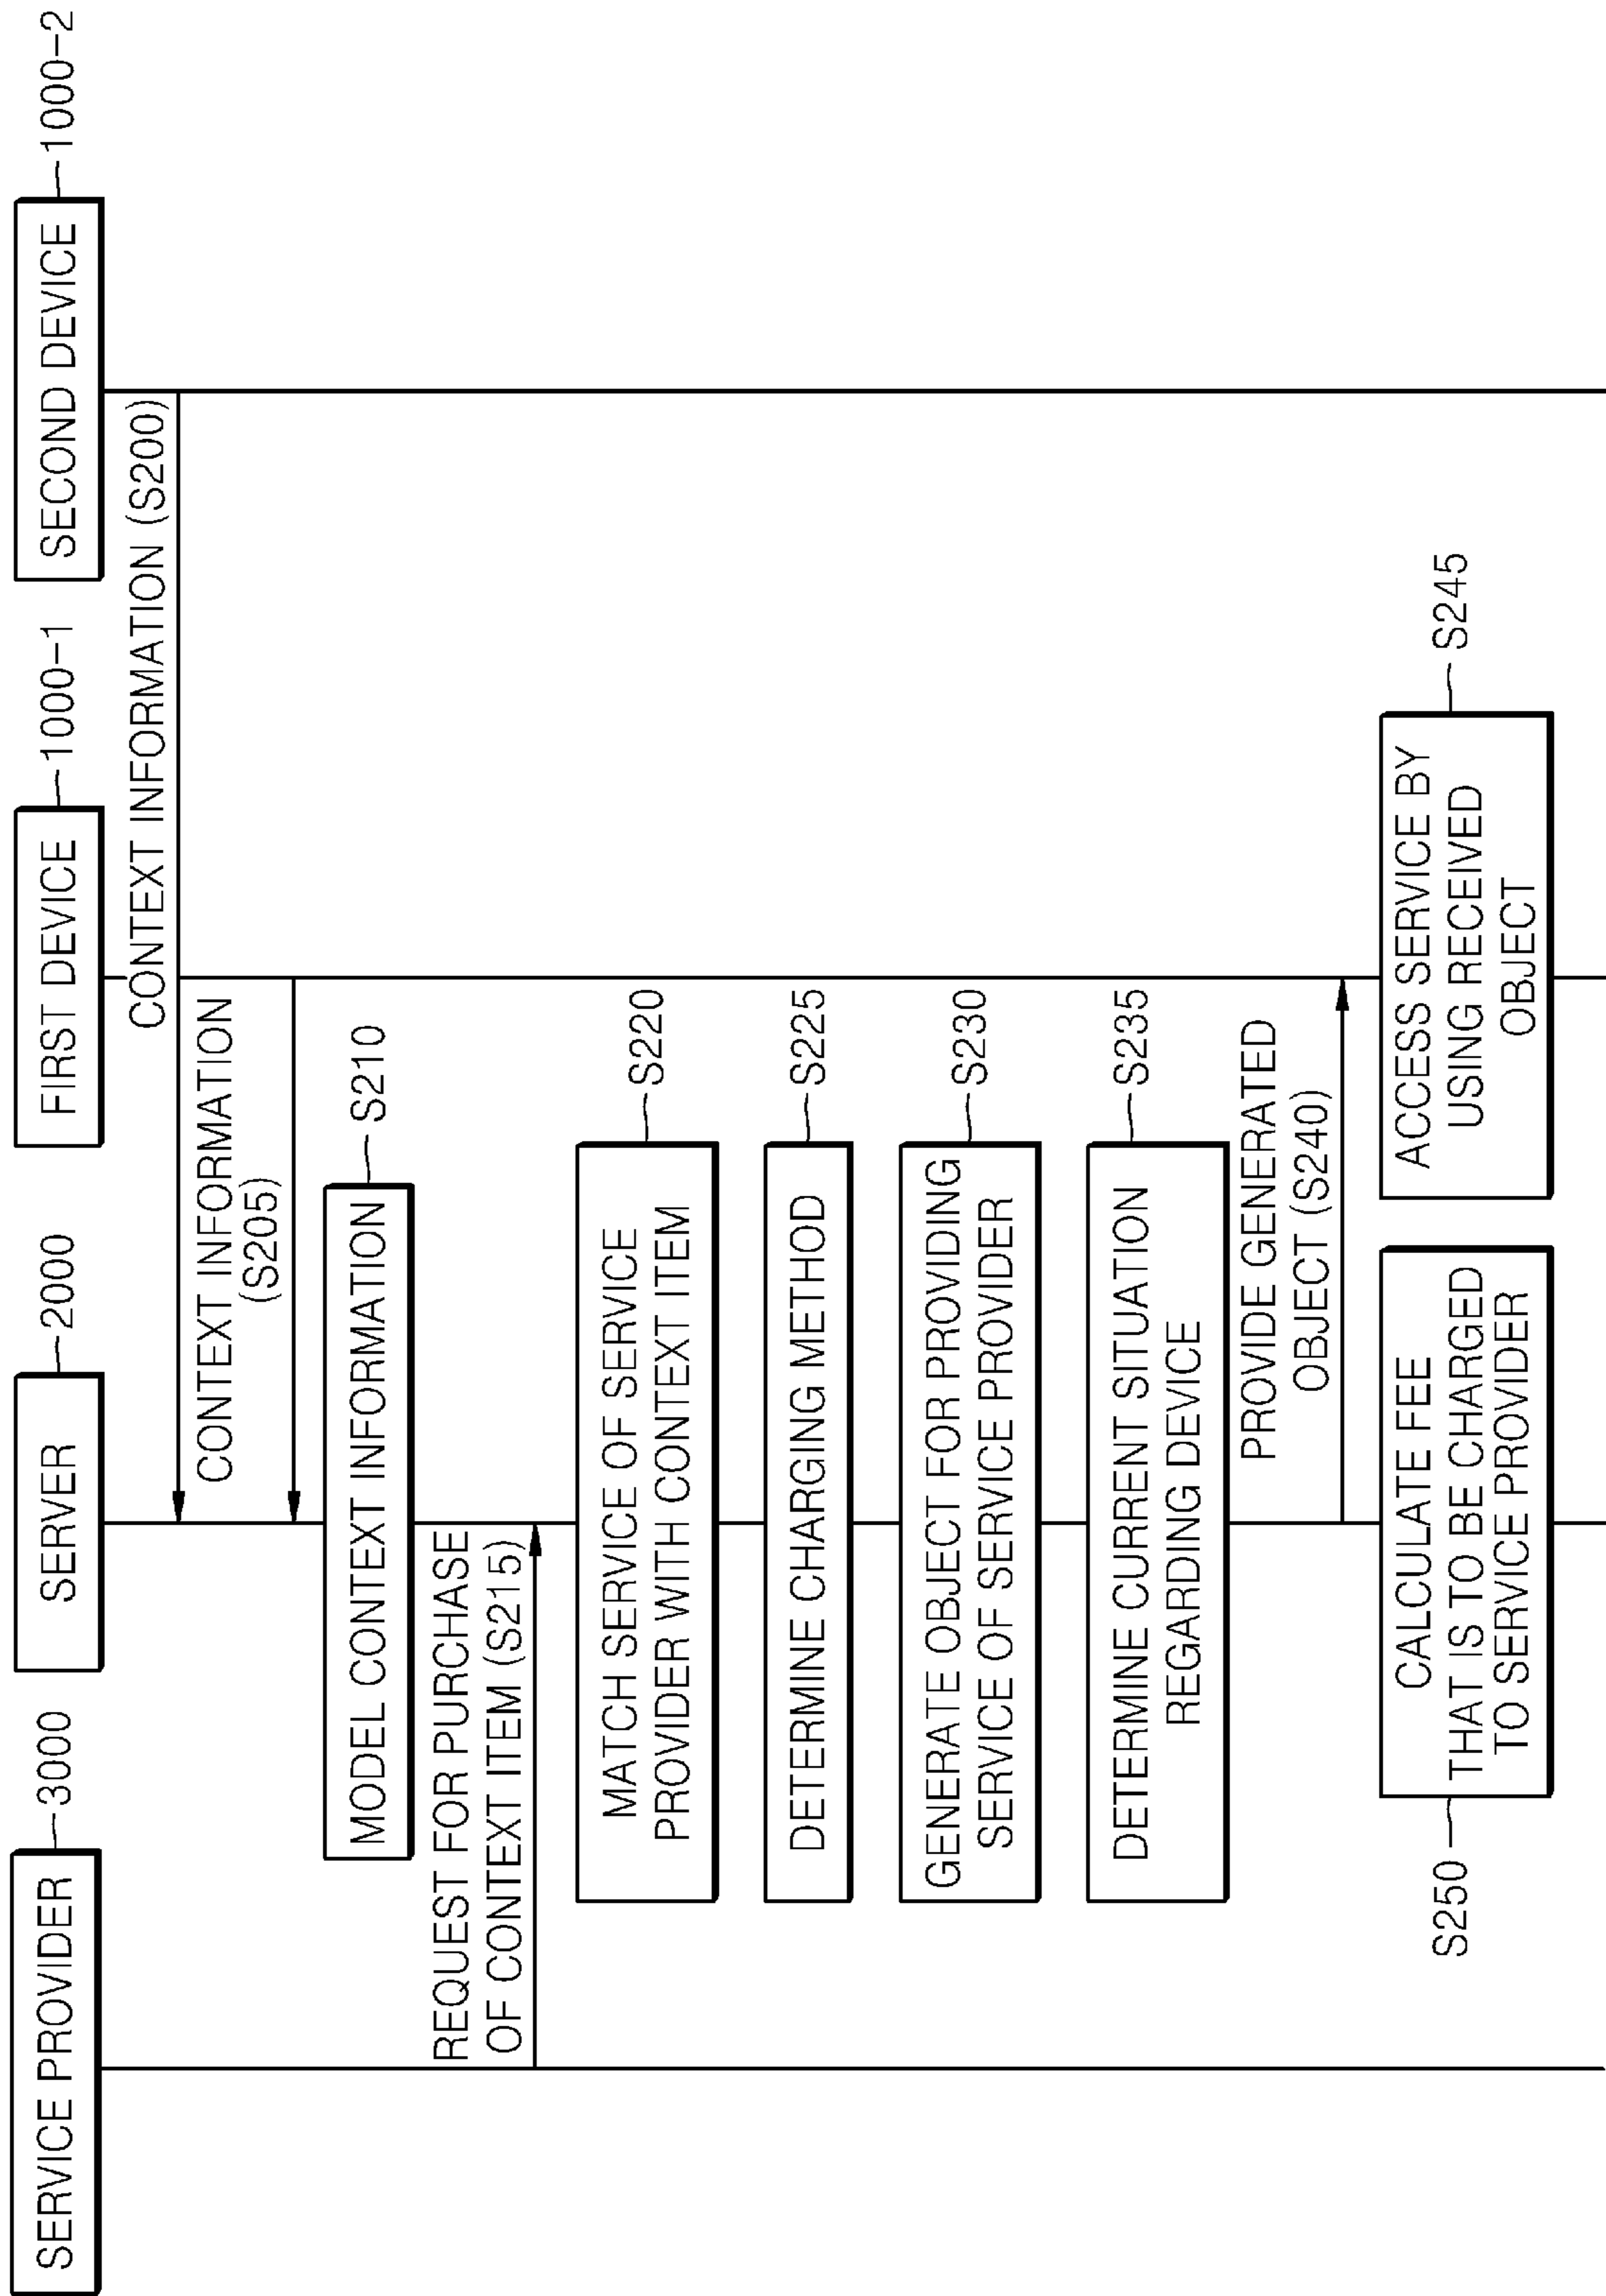 SERVICE PROVIDER
3000
SERVER
2000
FIRST DEVICE
1000-1
SECOND DEVICE
1000-2
CONTEXT INFORMATION (S200)
CONTEXT INFORMATION
(S205)
MODEL CONTEXT INFORMATION
S210
REQUEST FOR PURCHASE
OF CONTEXT ITEM (S215)
MATCH SERVICE OF SERVICE
PROVIDER WITH CONTEXT ITEM
S220
DETERMINE CHARGING METHOD
S225
GENERATE OBJECT FOR PROVIDING
SERVICE OF SERVICE PROVIDER
S230
DETERMINE CURRENT SITUATION
REGARDING DEVICE
S235
PROVIDE GENERATED
OBJECT (S240)
ACCESS SERVICE BY
USING RECEIVED
OBJECT
S245
S250
CALCULATE FEE
THAT IS TO BE CHARGED
TO SERVICE PROVIDER